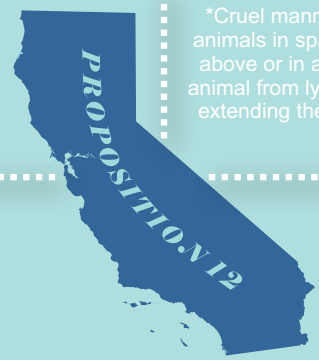 *Cruel mann
animals in spa
above or in a
animal from ly
extending the
PROPOSITION 12